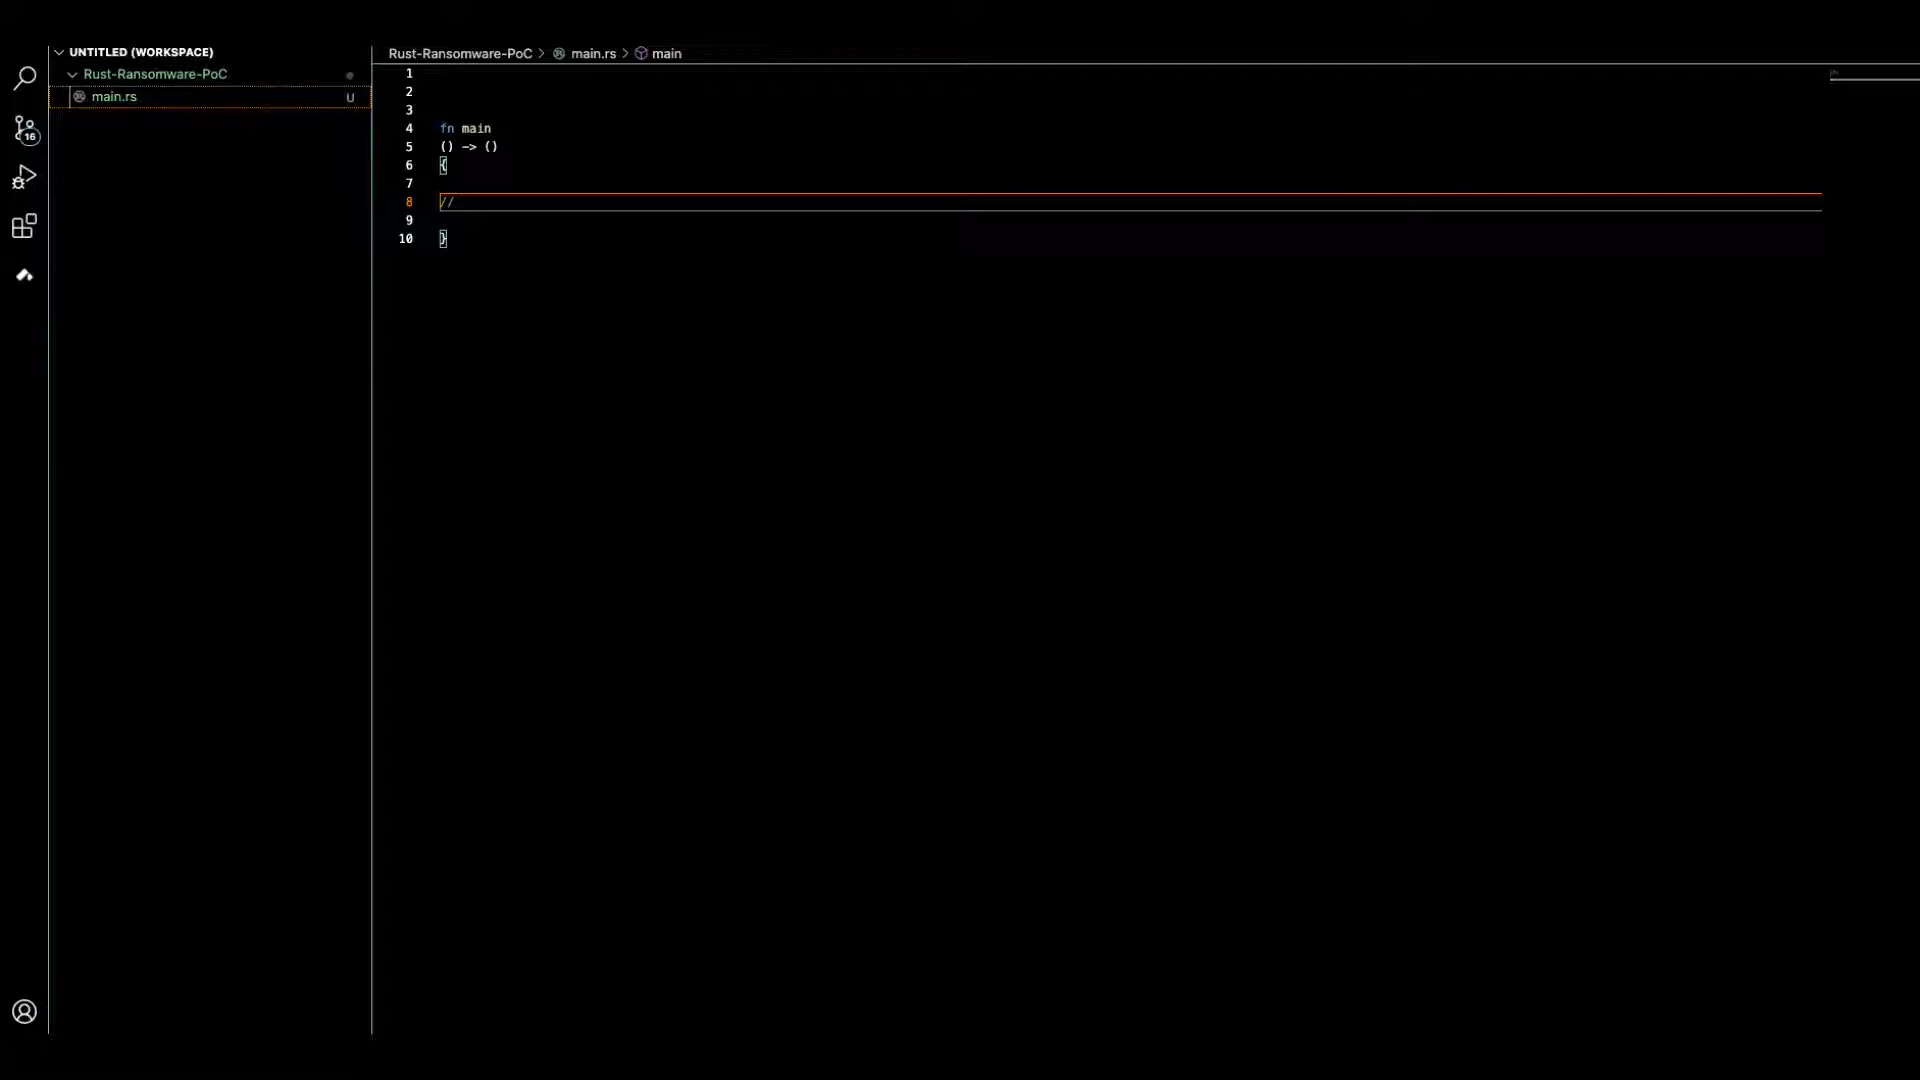 UNTITLED (WORKSPACE)
Rust-Ransomware-PoC
main.rs U
16
Rust-Ransomware-PoC > main.rs > main
1
2
3
4 fn main
5 () -> ()
6 {
7
8 //
9
10 }